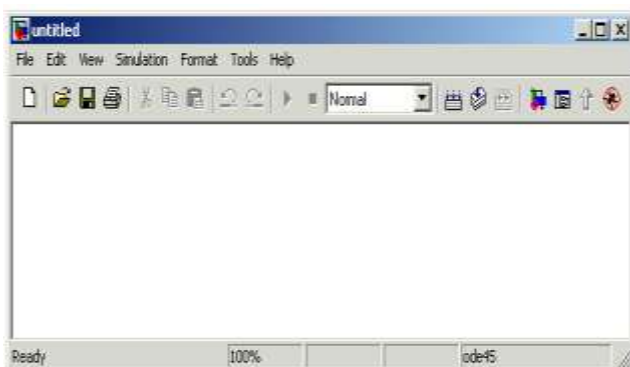 untitled
File Edit View Simulation Format Tools Help
Normal
Ready 100% ode45